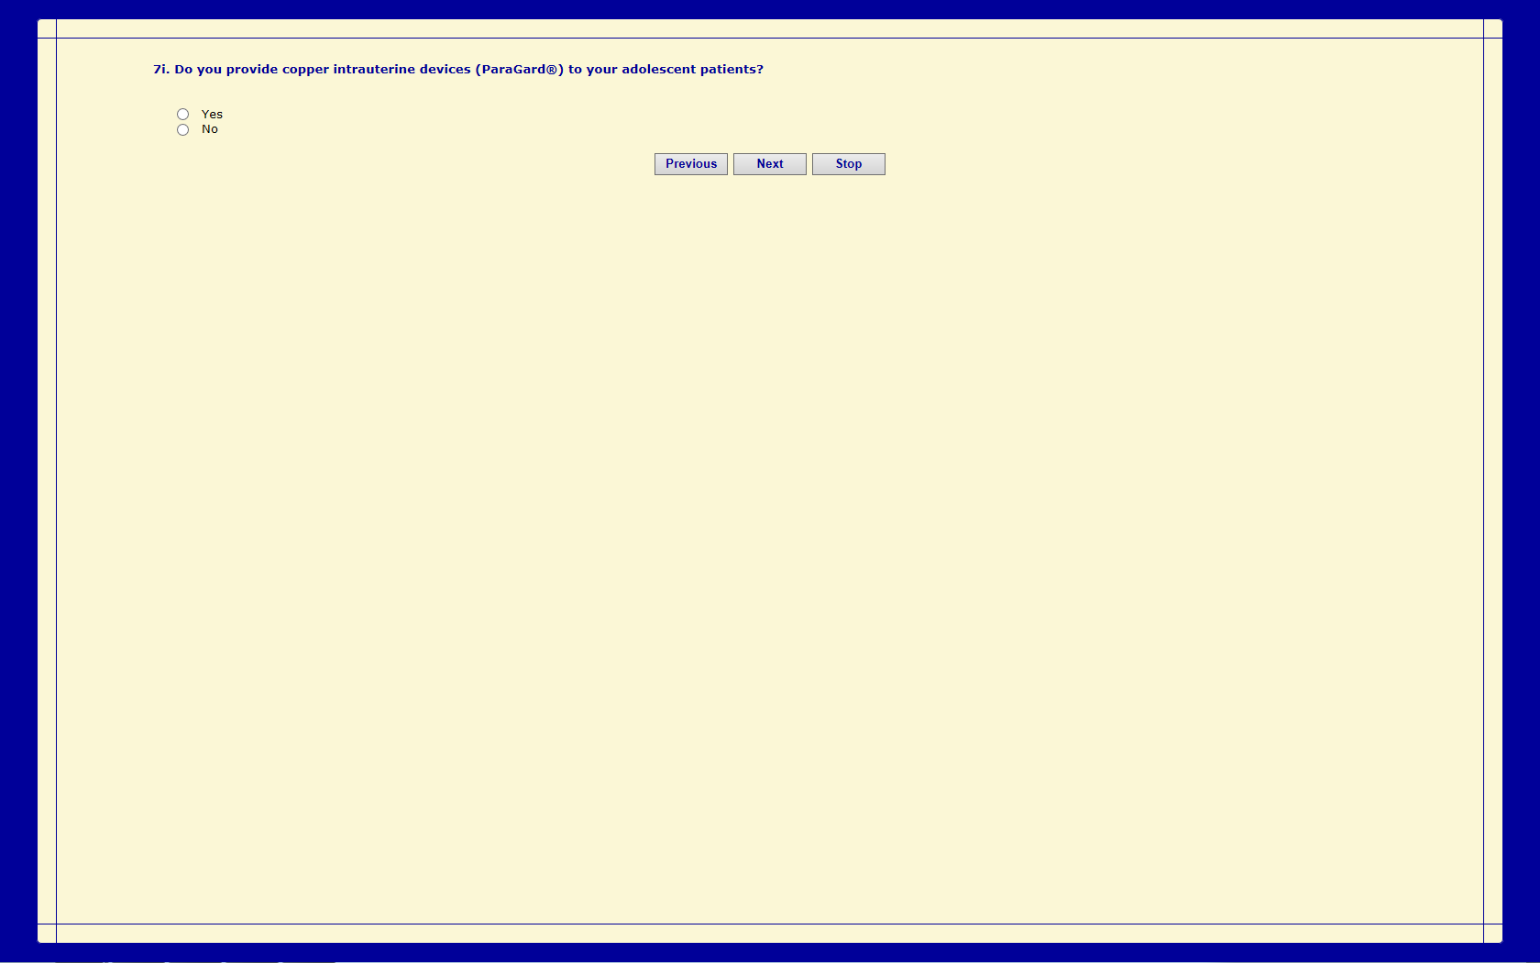 7i. Do you provide copper intrauterine devices (ParaGard®) to your adolescent patients?
Yes
No
Previous Next Stop